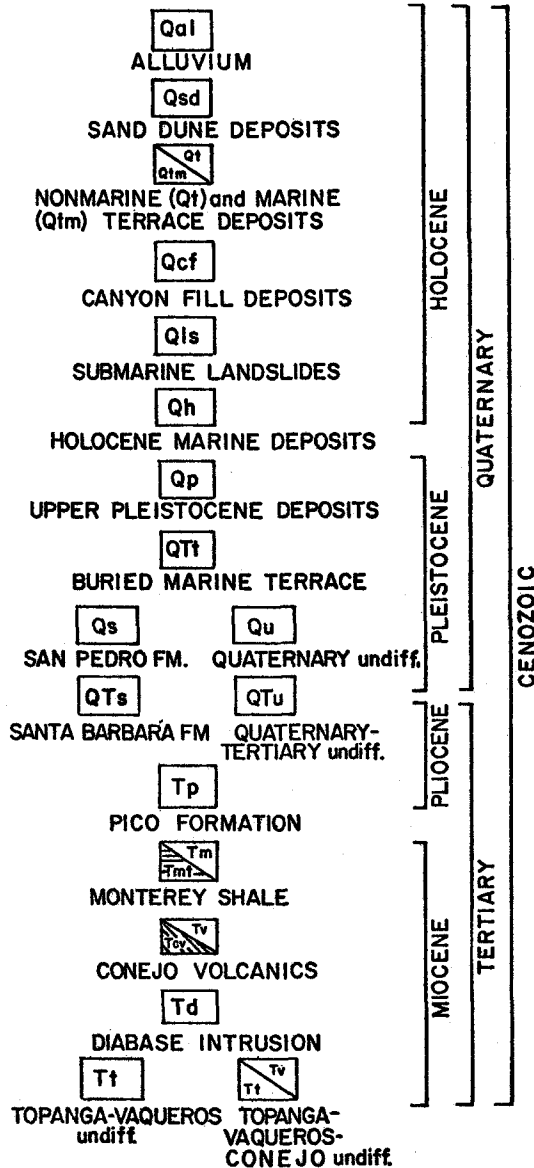 Qal
ALLUVIUM
Qsd
SAND DUNE DEPOSITS
Qt
Qtm
NONMARINE (Qt) and MARINE
(Qtm) TERRACE DEPOSITS
Qcf
CANYON FILL DEPOSITS
Qls
SUBMARINE LANDSLIDES
Qh
HOLOCENE MARINE DEPOSITS
Qp
UPPER PLEISTOCENE DEPOSITS
QTt
BURIED MARINE TERRACE
Qs
SAN PEDRO FM.
Qu
QUATERNARY undiff.
QTs
SANTA BARBARA FM
QTu
QUATERNARY-
TERTIARY undiff.
Tp
PICO FORMATION
Tm
Tmt
MONTEREY SHALE
Tv
Tcv
CONEJO VOLCANICS
Td
DIABASE INTRUSION
Tt
TOPANGA-VAQUEROS
undiff.
Tv
Tt
TOPANGA-
VAQUEROS-
CONEJO undiff.
HOLOCENE
PLEISTOCENE
PLIOCENE
MIOCENE
QUATERNARY
TERTIARY
CENOZOIC